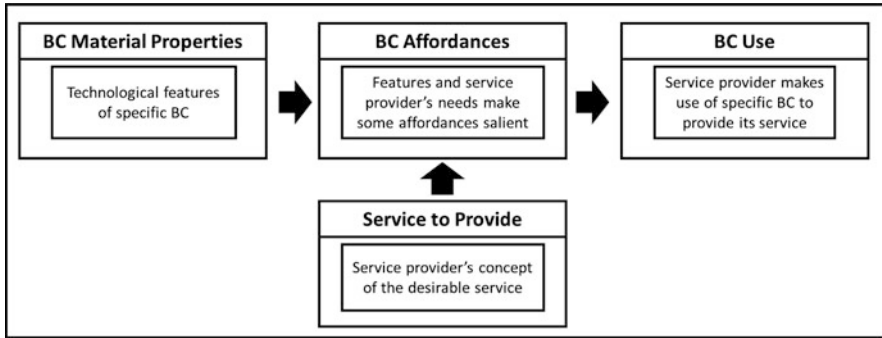 BC Material Properties
Technological features
of specific BC
BC Affordances
Features and service
provider's needs make
some affordances salient
BC Use
Service provider makes
use of specific BC to
provide its service
Service to Provide
Service provider's concept
of the desirable service